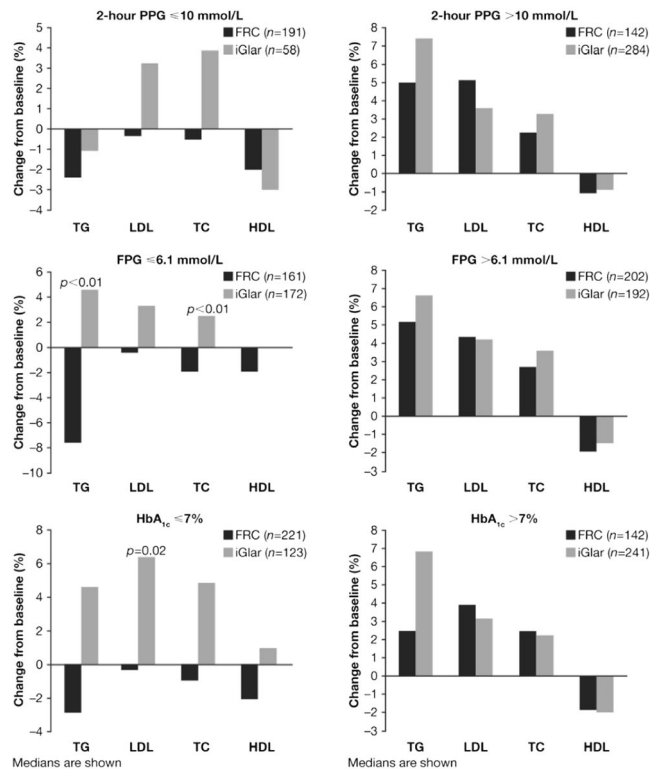 2-hour PPG ⩽10 mmol/L
FRC (n=191)
iGlar (n=58)
Change from baseline (%)
5
4
3
2
1
0
−1
−2
−3
−4
TG LDL TC HDL
2-hour PPG >10 mmol/L
FRC (n=142)
iGlar (n=284)
Change from baseline (%)
8
7
6
5
4
3
2
1
0
−1
−2
TG LDL TC HDL
FPG ⩽6.1 mmol/L
FRC (n=161)
iGlar (n=172)
p<0.01
p<0.01
Change from baseline (%)
6
4
2
0
−2
−4
−6
−8
−10
TG LDL TC HDL
FPG >6.1 mmol/L
FRC (n=202)
iGlar (n=192)
Change from baseline (%)
8
7
6
5
4
3
2
1
0
−1
−2
−3
TG LDL TC HDL
HbA1c ⩽7%
FRC (n=221)
iGlar (n=123)
p=0.02
Change from baseline (%)
8
6
4
2
0
−2
−4
TG LDL TC HDL
Medians are shown
HbA1c >7%
FRC (n=142)
iGlar (n=241)
Change from baseline (%)
8
7
6
5
4
3
2
1
0
−1
−2
−3
TG LDL TC HDL
Medians are shown